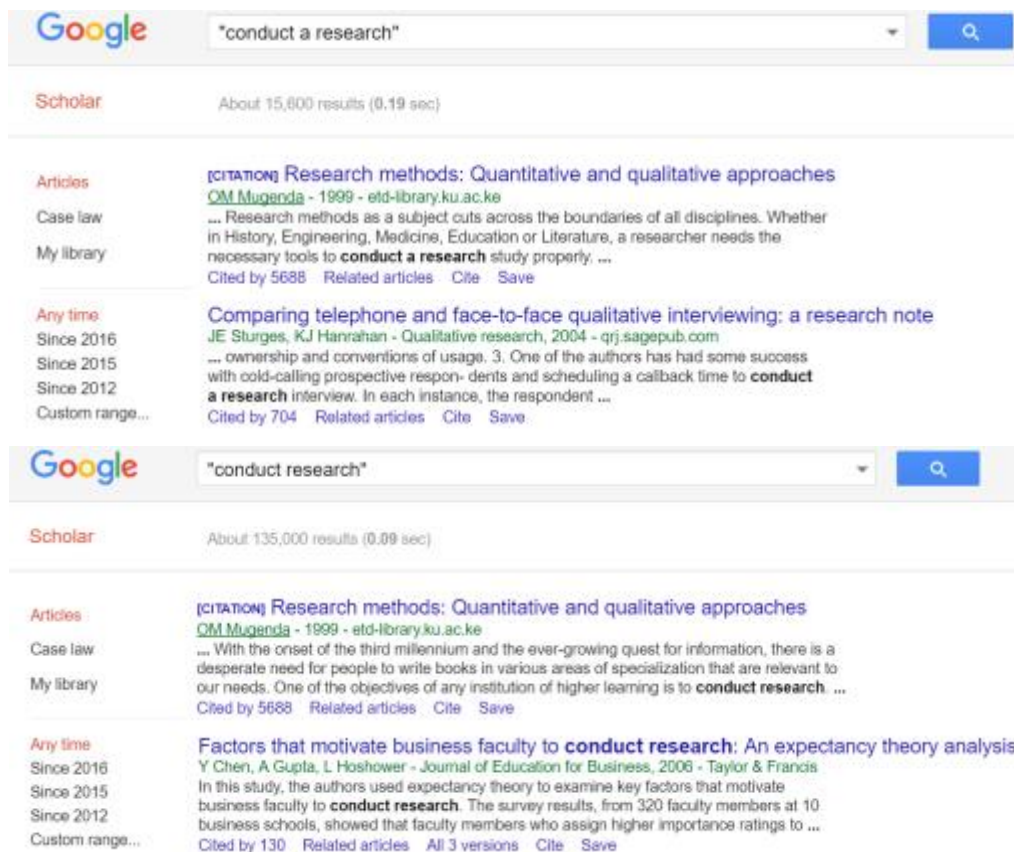 Google "conduct a research"
Scholar About 15,600 results (0.19 sec)
Articles
Case law
My library
Any time
Since 2016
Since 2015
Since 2012
Custom range...
[CITATION] Research methods: Quantitative and qualitative approaches
OM Mugenda - 1999 - etd-library.ku.ac.ke
... Research methods as a subject cuts across the boundaries of all disciplines. Whether
in History, Engineering, Medicine, Education or Literature, a researcher needs the
necessary tools to conduct a research study properly. ...
Cited by 5688 Related articles Cite Save
Comparing telephone and face-to-face qualitative interviewing: a research note
JE Sturges, KJ Hanrahan - Qualitative research, 2004 - qrj.sagepub.com
... ownership and conventions of usage. 3. One of the authors has had some success
with cold-calling prospective respon- dents and scheduling a callback time to conduct
a research interview. In each instance, the respondent ...
Cited by 704 Related articles Cite Save
Google "conduct research"
Scholar About 135,000 results (0.09 sec)
Articles
Case law
My library
Any time
Since 2016
Since 2015
Since 2012
Custom range...
[CITATION] Research methods: Quantitative and qualitative approaches
OM Mugenda - 1999 - etd-library.ku.ac.ke
... With the onset of the third millennium and the ever-growing quest for information, there is a
desperate need for people to write books in various areas of specialization that are relevant to
our needs. One of the objectives of any institution of higher learning is to conduct research. ...
Cited by 5688 Related articles Cite Save
Factors that motivate business faculty to conduct research: An expectancy theory analysis
Y Chen, A Gupta, L Hoshower - Journal of Education for Business, 2006 - Taylor & Francis
In this study, the authors used expectancy theory to examine key factors that motivate
business faculty to conduct research. The survey results, from 320 faculty members at 10
business schools, showed that faculty members who assign higher importance ratings to ...
Cited by 130 Related articles All 3 versions Cite Save